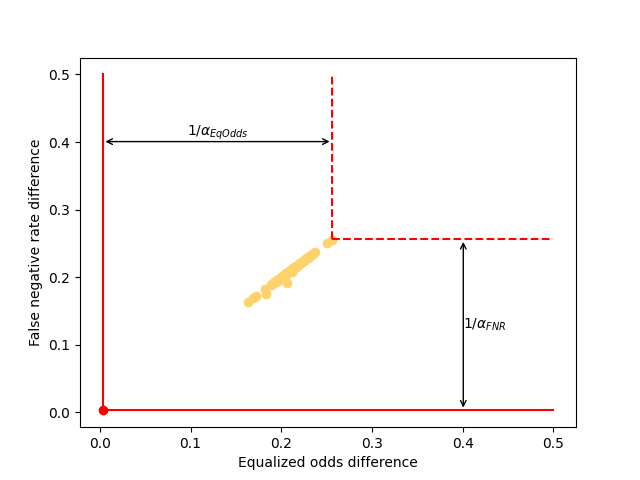 0.5
0.4
0.3
0.2
0.1
0.0
False negative rate difference
1/α_EqOdds
1/α_FNR
0.0 0.1 0.2 0.3 0.4 0.5
Equalized odds difference